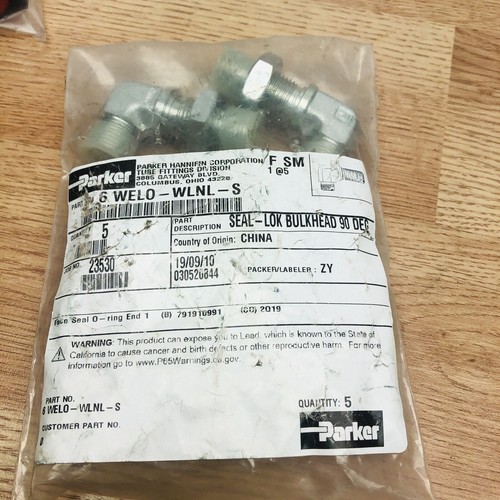 Parker
PARKER HANNIFIN CORPORATION
TUBE FITTINGS DIVISION
3885 GATEWAY BLVD.
COLUMBUS, OHIO 43228
F SM
1 @5
6 WELO-WLNL-S
5
PART DESCRIPTION SEAL-LOK BULKHEAD 90 DEG
Country of Origin: CHINA
23530
19/09/10
030526844
PACKER/LABELER: ZY
Face Seal O-ring End 1 (B) 791910991 (CO) 2019
WARNING: This product can expose you to Lead, which is known to the State of
California to cause cancer and birth defects or other reproductive harm. For more
information go to www.P65Warnings.ca.gov.
PART NO.
6 WELO-WLNL-S
QUANTITY: 5
CUSTOMER PART NO.
Parker